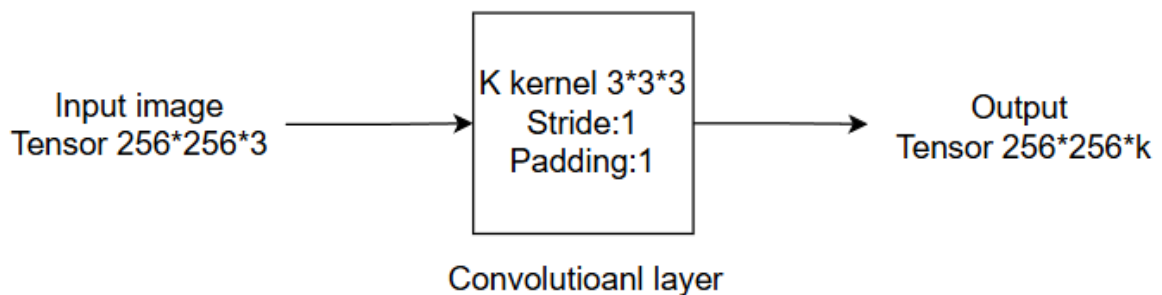 Input image
Tensor 256*256*3
K kernel 3*3*3
Stride:1
Padding:1
Output
Tensor 256*256*k
Convolutioanl layer